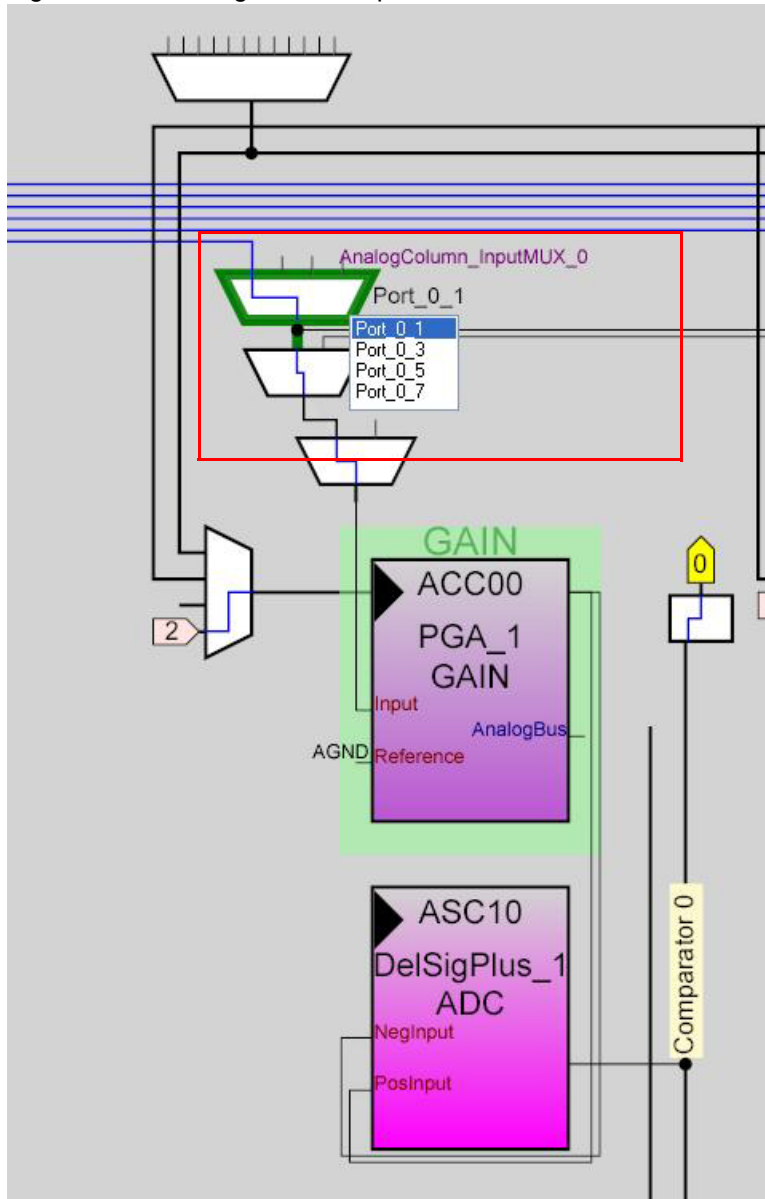 AnalogColumn_InputMUX_0
Port_0_1
Port_0_1
Port_0_3
Port_0_5
Port_0_7
GAIN
ACC00
0
2
PGA_1
GAIN
Input
AnalogBus
AGND
Reference
ASC10
DelSigPlus_1
ADC
NegInput
PosInput
Comparator 0